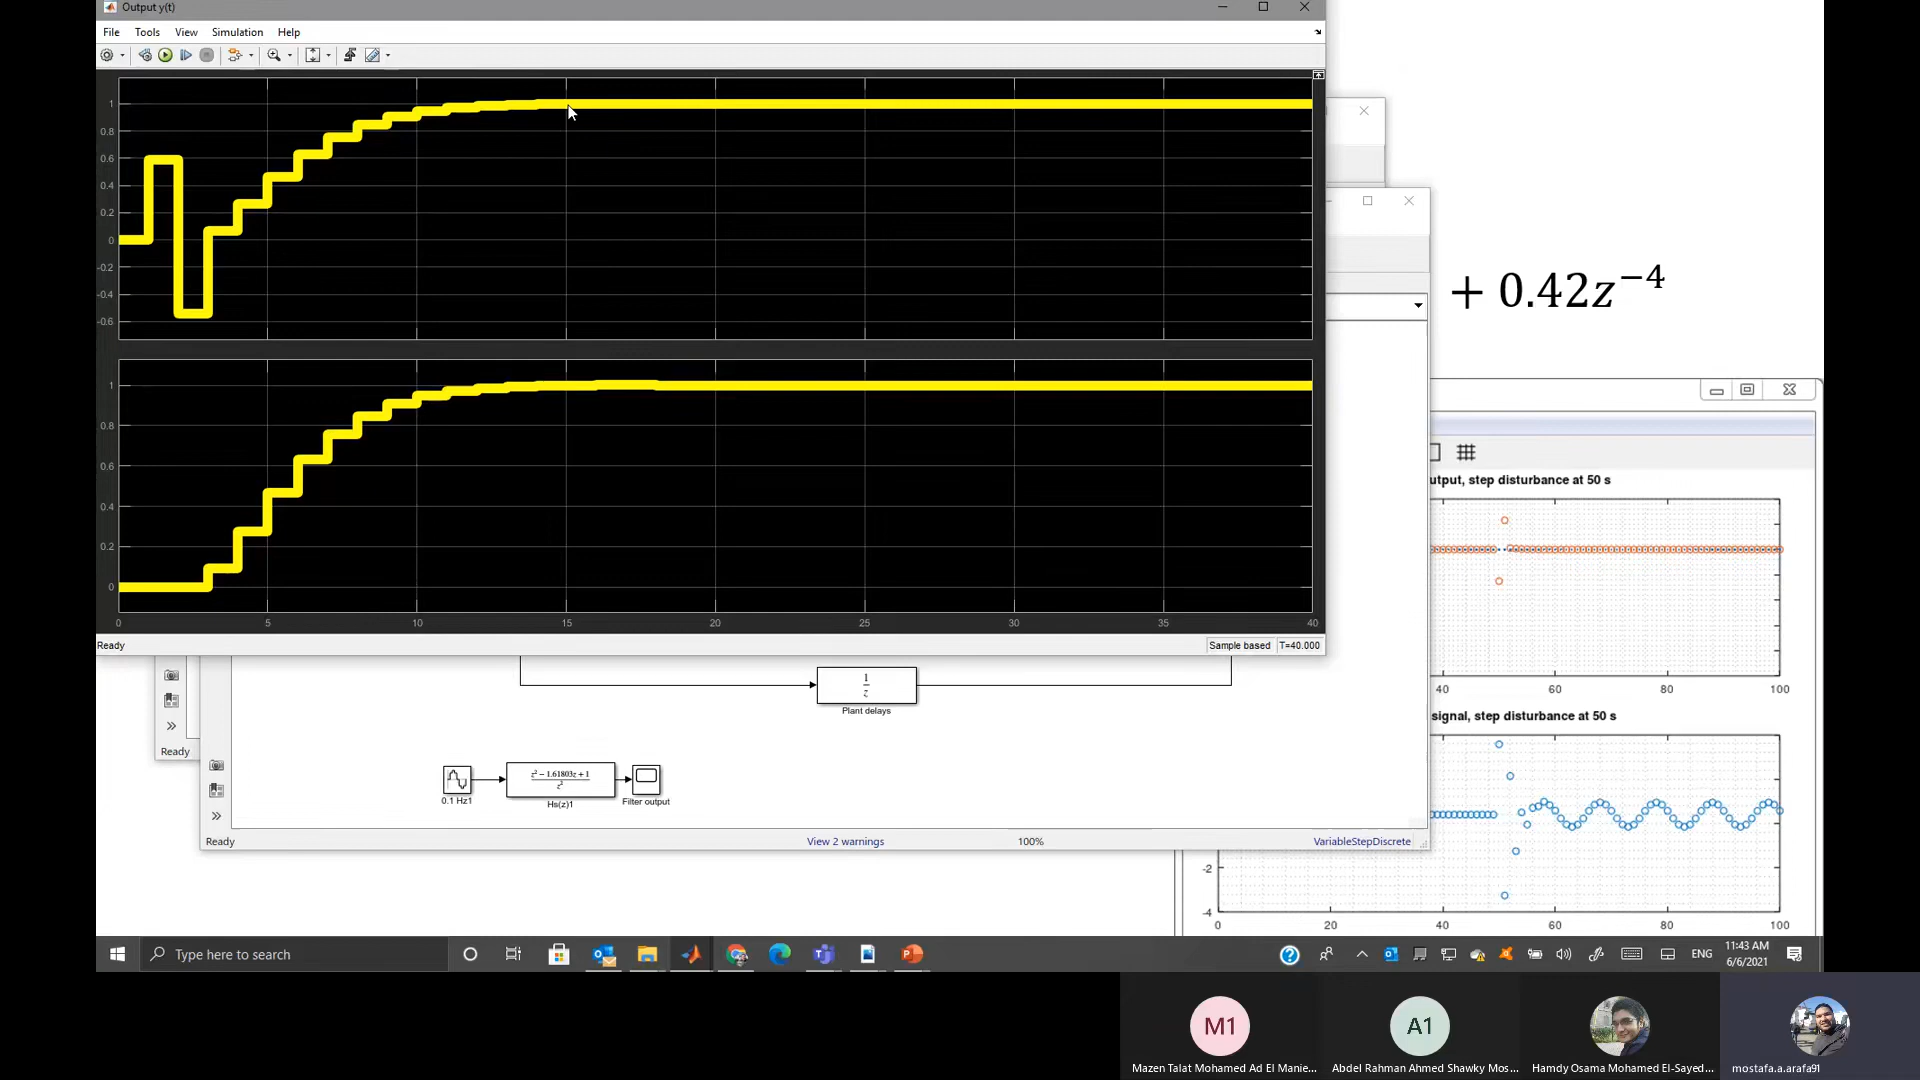 Output y(t)
File Tools View Simulation Help
1
0.8
0.6
0.4
0.2
0
-0.2
-0.4
-0.6
1
0.8
0.6
0.4
0.2
0
0 5 10 15 20 25 30 35 40
Ready
Sample based T=40.000
+ 0.42z⁻⁴
utput, step disturbance at 50 s
40 60 80 100
signal, step disturbance at 50 s
-2
-4
0 20 40 60 80 100
1
z
Plant delays
Ready
0.1 Hz1
z² − 1.61803z + 1
z²
Hs(z)1
Filter output
Ready
View 2 warnings
100%
VariableStepDiscrete
Type here to search
ENG
11:43 AM
6/6/2021
M1
A1
Mazen Talat Mohamed Ad El Manie...
Abdel Rahman Ahmed Shawky Mos...
Hamdy Osama Mohamed El-Sayed...
mostafa.a.arafa91